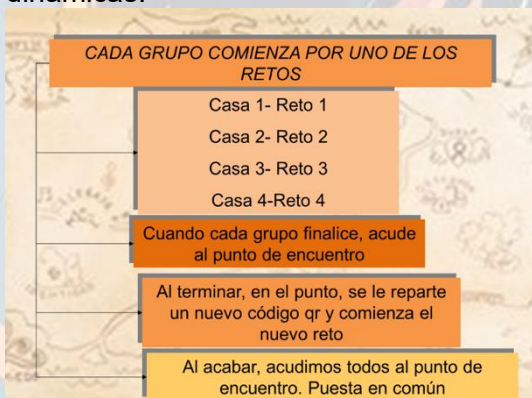 dinámicas.
CADA GRUPO COMIENZA POR UNO DE LOS
RETOS
Casa 1- Reto 1
Casa 2- Reto 2
Casa 3- Reto 3
Casa 4-Reto 4
Cuando cada grupo finalice, acude
al punto de encuentro
Al terminar, en el punto, se le reparte
un nuevo código qr y comienza el
nuevo reto
Al acabar, acudimos todos al punto de
encuentro. Puesta en común